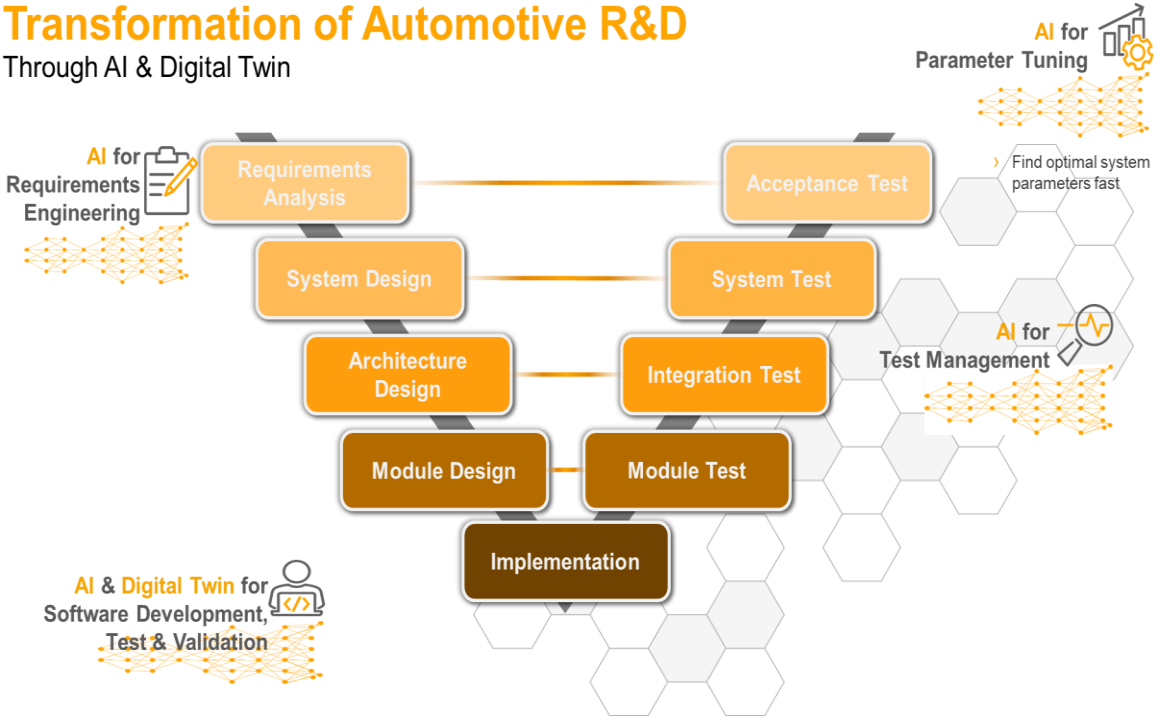 Transformation of Automotive R&D
Through AI & Digital Twin
AI for
Parameter Tuning
› Find optimal system
parameters fast
AI for
Requirements
Engineering
Requirements
Analysis
Acceptance Test
System Design
System Test
AI for
Test Management
Architecture
Design
Integration Test
Module Design
Module Test
Implementation
AI & Digital Twin for
Software Development,
Test & Validation